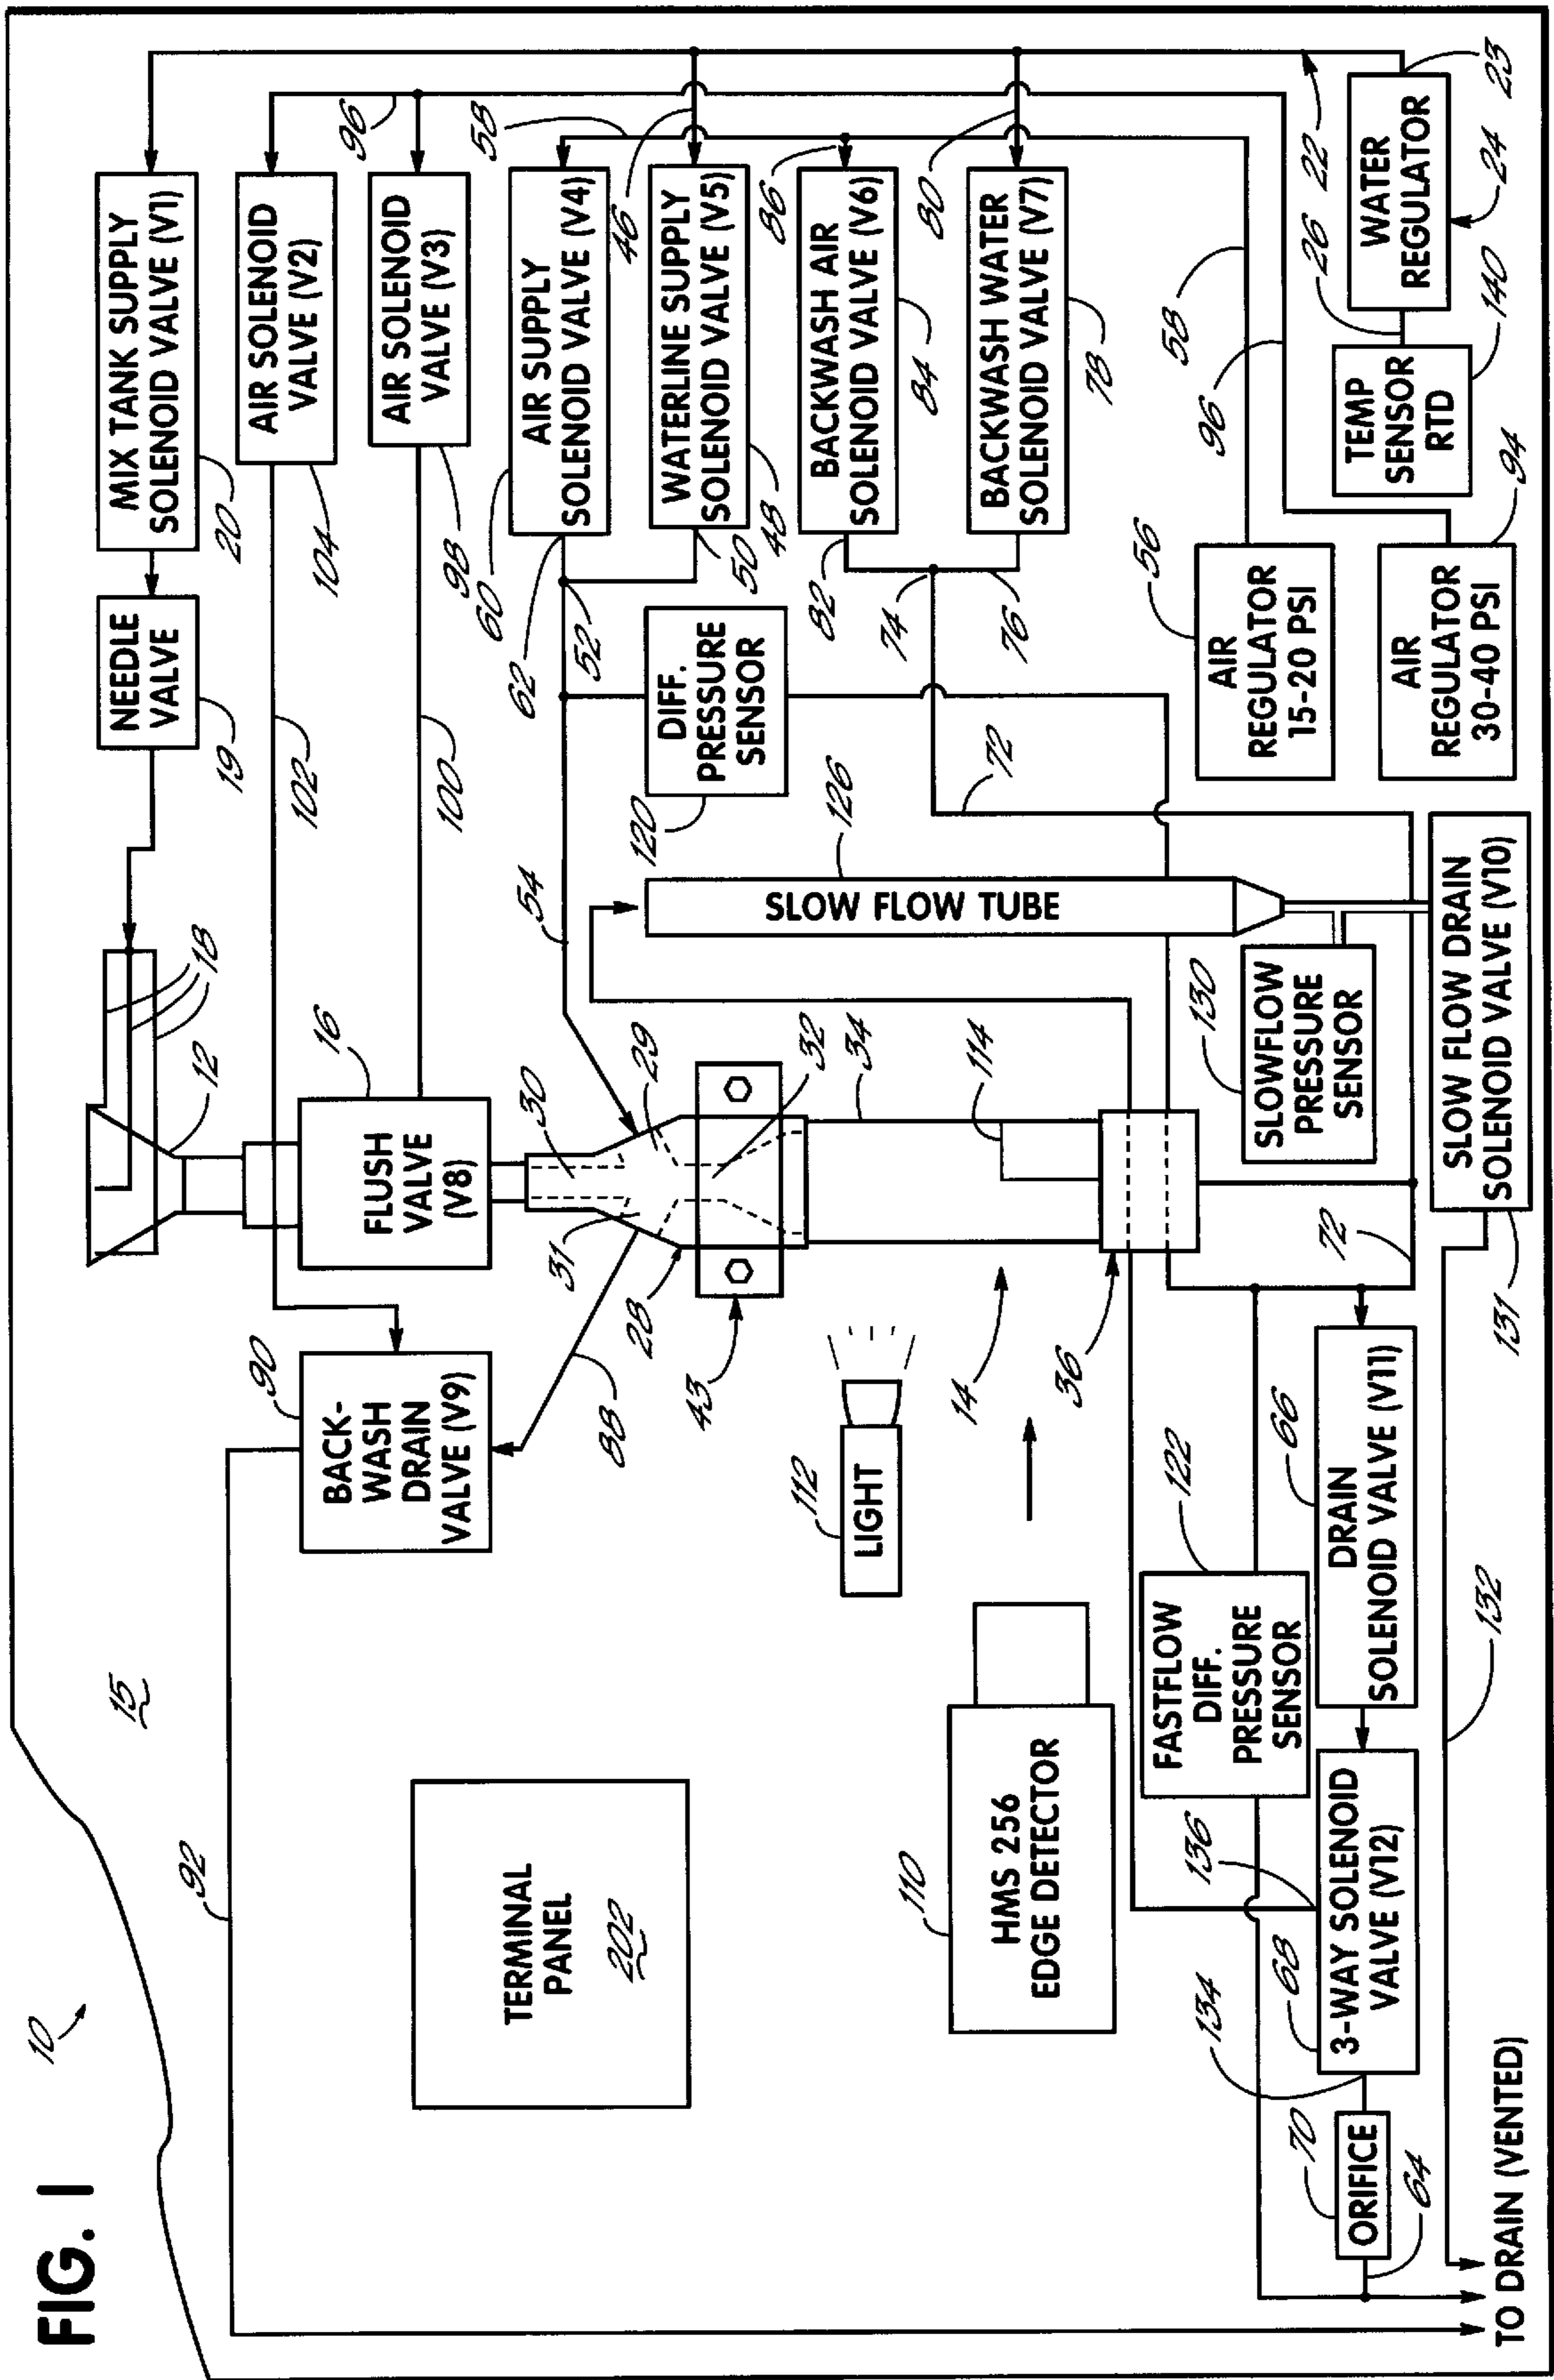 FIG. 1
10
15
MIX TANK SUPPLY
SOLENOID VALVE (V1)
20
NEEDLE
VALVE
19
18
12
AIR SOLENOID
VALVE (V2)
104
102
96
AIR SOLENOID
VALVE (V3)
98
100
16
FLUSH
VALVE
(V8)
90
BACK-
WASH
DRAIN
VALVE (V9)
92
88
58
AIR SUPPLY
SOLENOID VALVE (V4)
60
62
46
WATERLINE SUPPLY
SOLENOID VALVE (V5)
48
50
52
54
86
BACKWASH AIR
SOLENOID VALVE (V6)
84
82
80
BACKWASH WATER
SOLENOID VALVE (V7)
78
76
74
72
DIFF.
PRESSURE
SENSOR
120
30
31
29
28
32
43
34
114
14
36
126
SLOW FLOW TUBE
130
SLOWFLOW
PRESSURE
SENSOR
SLOW FLOW DRAIN
SOLENOID VALVE (V10)
131
132
72
58
96
56
AIR
REGULATOR
15-20 PSI
AIR
REGULATOR
30-40 PSI
94
22
23
WATER
REGULATOR
24
26
TEMP
SENSOR
RTD
140
112
LIGHT
TERMINAL
PANEL
202
110
HMS 256
EDGE DETECTOR
122
FASTFLOW
DIFF.
PRESSURE
SENSOR
66
DRAIN
SOLENOID VALVE (V11)
136
68
3-WAY SOLENOID
VALVE (V12)
134
70
ORIFICE
64
TO DRAIN (VENTED)